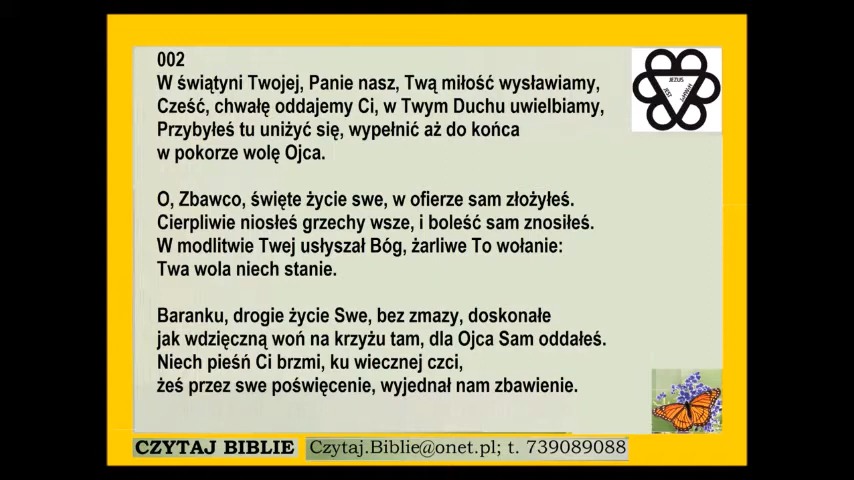 002
W świątyni Twojej, Panie nasz, Twą miłość wysławiamy,
Cześć, chwałę oddajemy Ci, w Twym Duchu uwielbiamy,
Przybyłeś tu uniżyć się, wypełnić aż do końca
w pokorze wolę Ojca.
O, Zbawco, święte życie swe, w ofierze sam złożyłeś.
Cierpliwie niosłeś grzechy wsze, i boleść sam znosiłeś.
W modlitwie Twej usłyszał Bóg, żarliwe To wołanie:
Twa wola niech stanie.
Baranku, drogie życie Swe, bez zmazy, doskonałe
jak wdzięczną woń na krzyżu tam, dla Ojca Sam oddałeś.
Niech pieśń Ci brzmi, ku wiecznej czci,
żeś przez swe poświęcenie, wyjednał nam zbawienie.
JEZUS
JEST
CZYTAJ BIBLIE
Czytaj.Biblie@onet.pl; t. 739089088